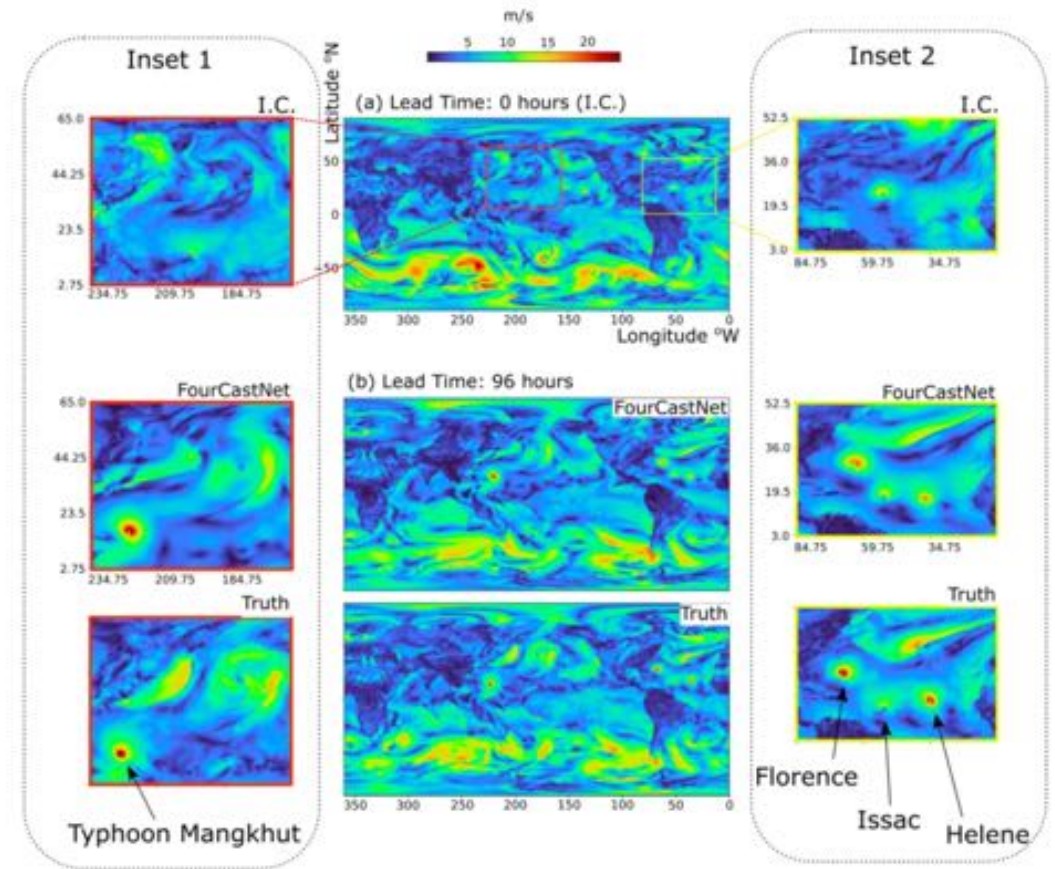 m/s
5 10 15 20
Inset 1
Inset 2
Latitude °N
(a) Lead Time: 0 hours (I.C.)
I.C.
65.0
44.25
23.5
2.75
234.75 209.75 184.75
50
0
−50
350 300 250 200 150 100 50 0
Longitude °W
I.C.
52.5
36.0
19.5
3.0
84.75 59.75 34.75
(b) Lead Time: 96 hours
FourCastNet
65.0
44.25
23.5
2.75
234.75 209.75 184.75
FourCastNet
FourCastNet
52.5
36.0
19.5
3.0
84.75 59.75 34.75
Truth
Truth
350 300 250 200 150 100 50 0
Truth
Typhoon Mangkhut
Florence
Issac
Helene